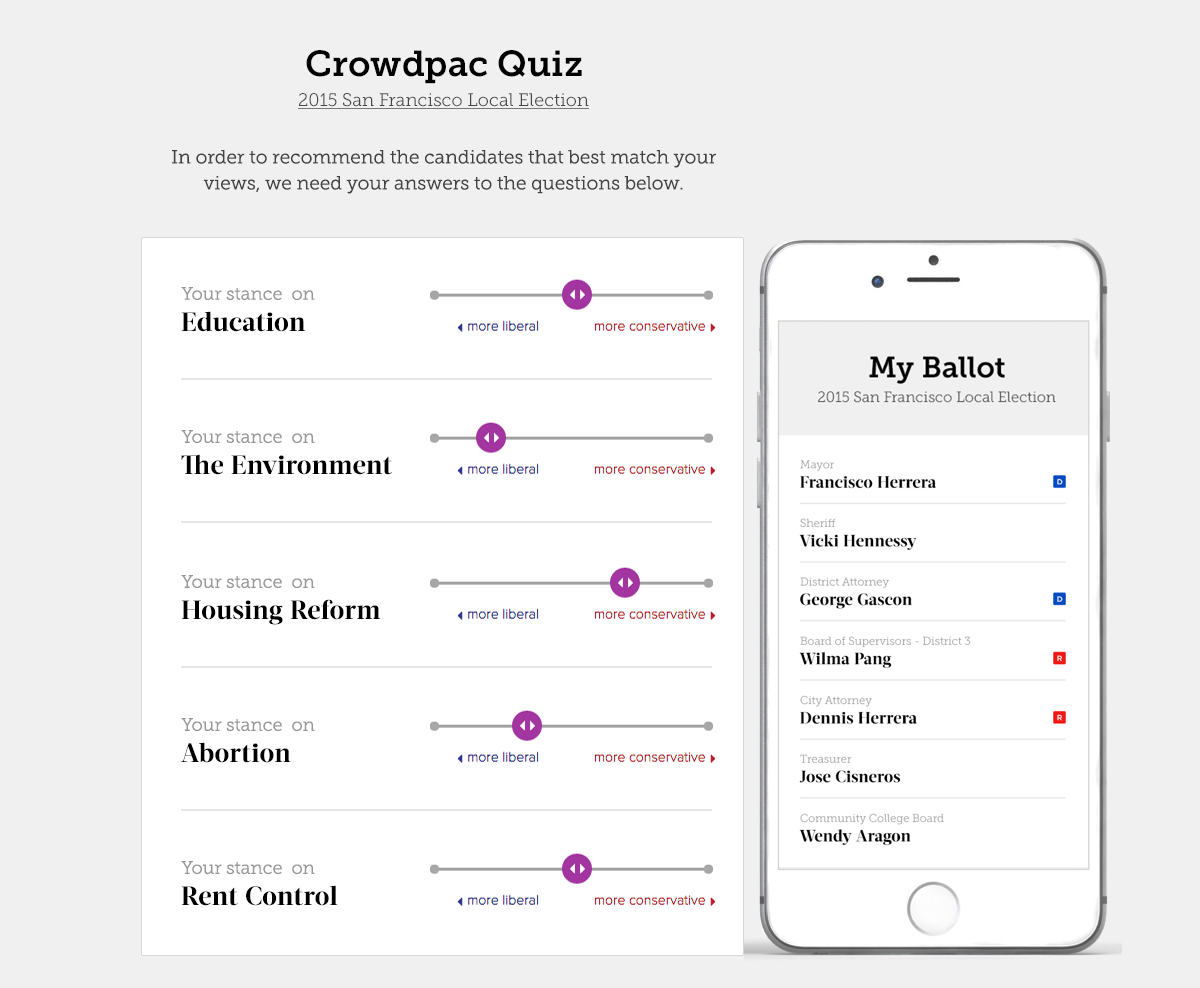 Crowdpac Quiz
2015 San Francisco Local Election
In order to recommend the candidates that best match your
views, we need your answers to the questions below.
Your stance on
Education
more liberal
more conservative
Your stance on
The Environment
more liberal
more conservative
Your stance on
Housing Reform
more liberal
more conservative
Your stance on
Abortion
more liberal
more conservative
Your stance on
Rent Control
more liberal
more conservative
My Ballot
2015 San Francisco Local Election
Mayor
Francisco Herrera D
Sheriff
Vicki Hennessy
District Attorney
George Gascon D
Board of Supervisors - District 3
Wilma Pang R
City Attorney
Dennis Herrera R
Treasurer
Jose Cisneros
Community College Board
Wendy Aragon